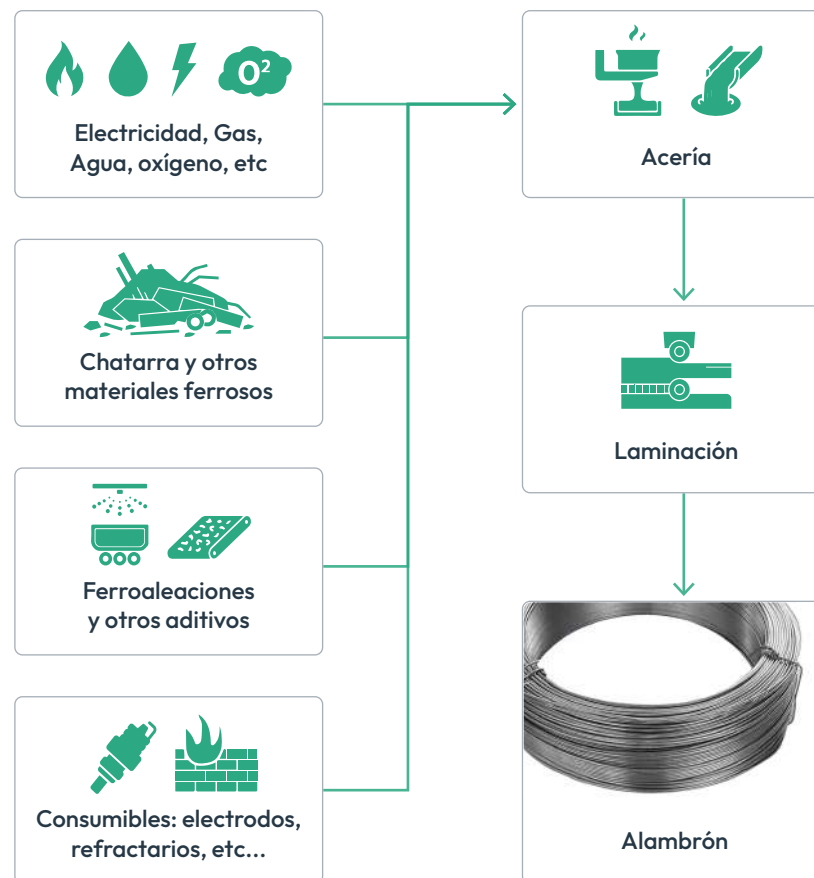 O²
Electricidad, Gas,
Agua, oxígeno, etc
Chatarra y otros
materiales ferrosos
Ferroaleaciones
y otros aditivos
Consumibles: electrodos,
refractarios, etc...
Acería
Laminación
Alambrón